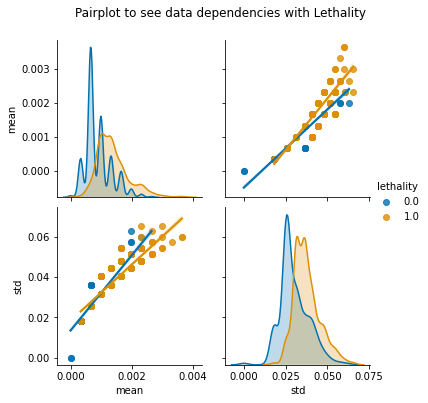 Pairplot to see data dependencies with Lethality
0.003
0.002
0.001
0.000
mean
lethality
0.0
1.0
0.06
0.04
0.02
0.00
std
0.000 0.002 0.004
mean
0.000 0.025 0.050 0.075
std